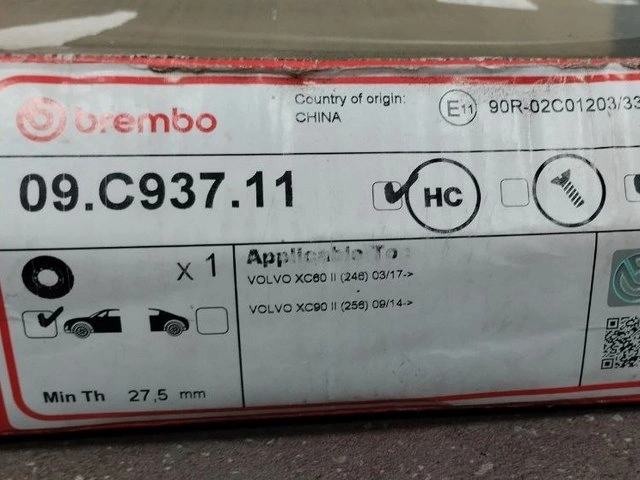 brembo
Country of origin:
CHINA
E11 90R-02C01203/33
09.C937.11
HC
x 1
Applicable To:
VOLVO XC60 II (246) 03/17->
VOLVO XC90 II (256) 09/14->
Min Th 27,5 mm